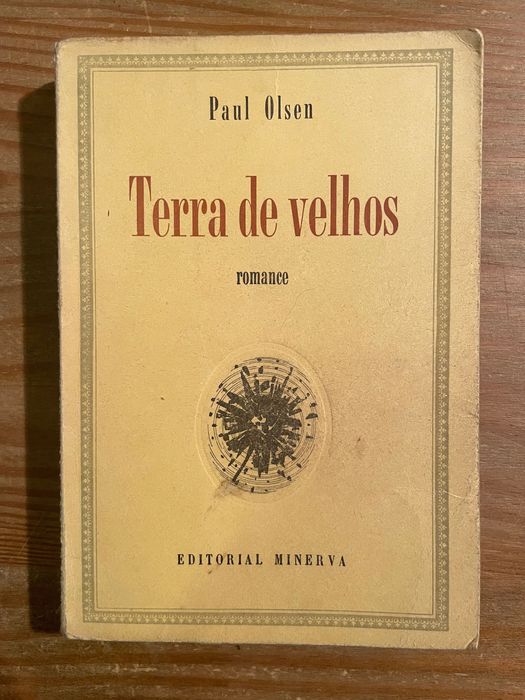 Paul Olsen
Terra de velhos
romance
EDITORIAL MINERVA